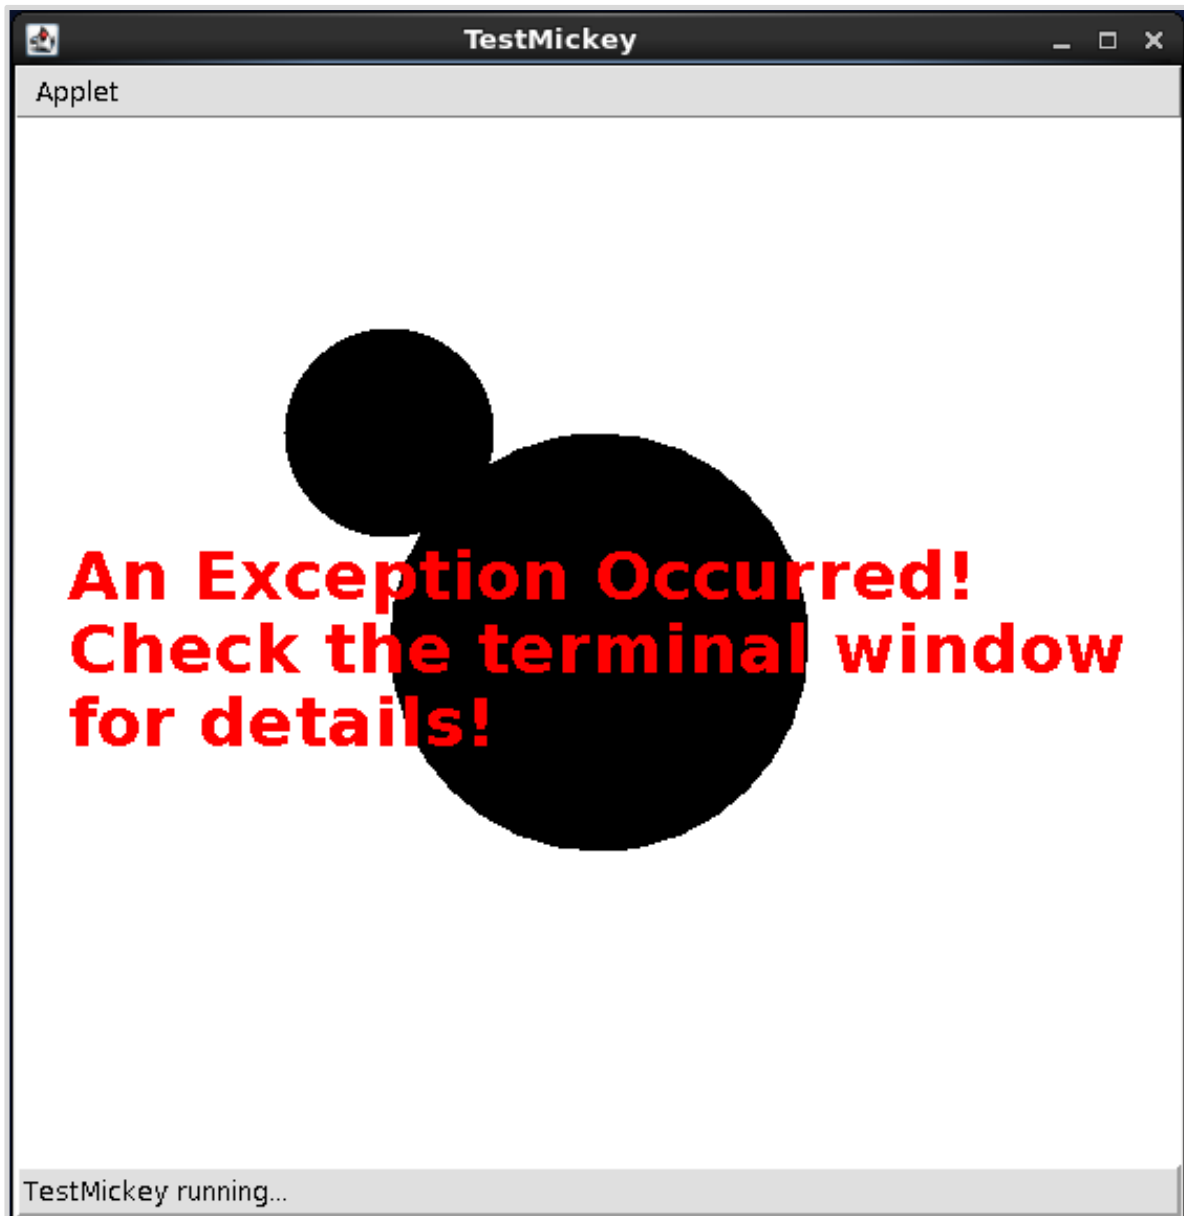 TestMickey
Applet
An Exception Occurred!
Check the terminal window
for details!
TestMickey running...